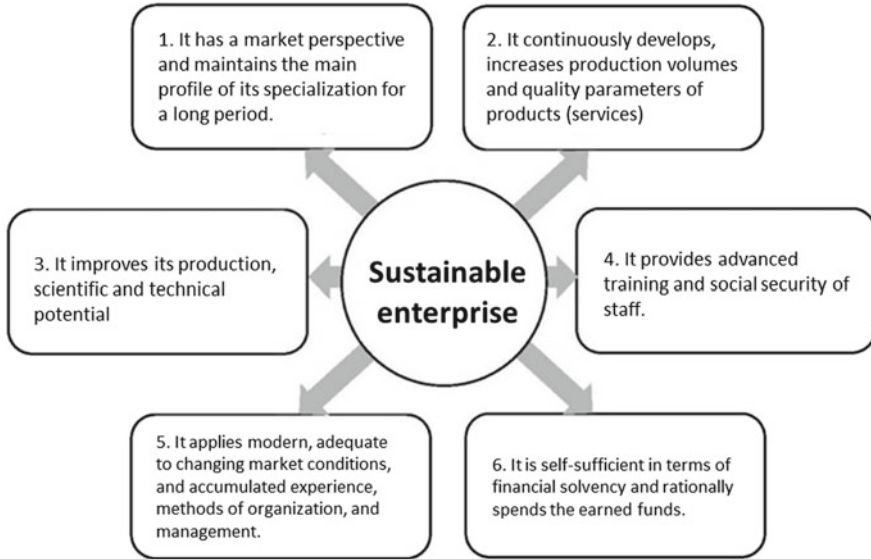 1. It has a market perspective
and maintains the main
profile of its specialization for
a long period.
2. It continuously develops,
increases production volumes
and quality parameters of
products (services)
3. It improves its production,
scientific and technical
potential
Sustainable
enterprise
4. It provides advanced
training and social security of
staff.
5. It applies modern, adequate
to changing market conditions,
and accumulated experience,
methods of organization, and
management.
6. It is self-sufficient in terms of
financial solvency and rationally
spends the earned funds.